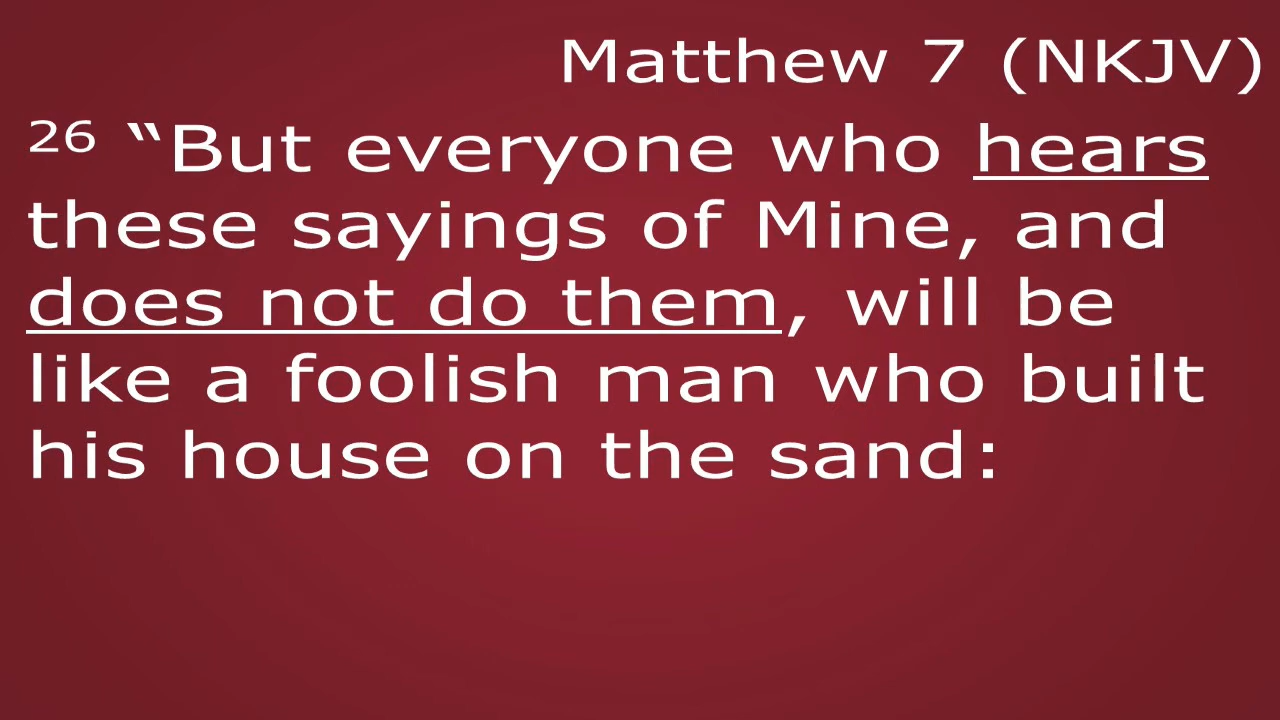 Matthew 7 (NKJV)
26 “But everyone who hears
these sayings of Mine, and
does not do them, will be
like a foolish man who built
his house on the sand: